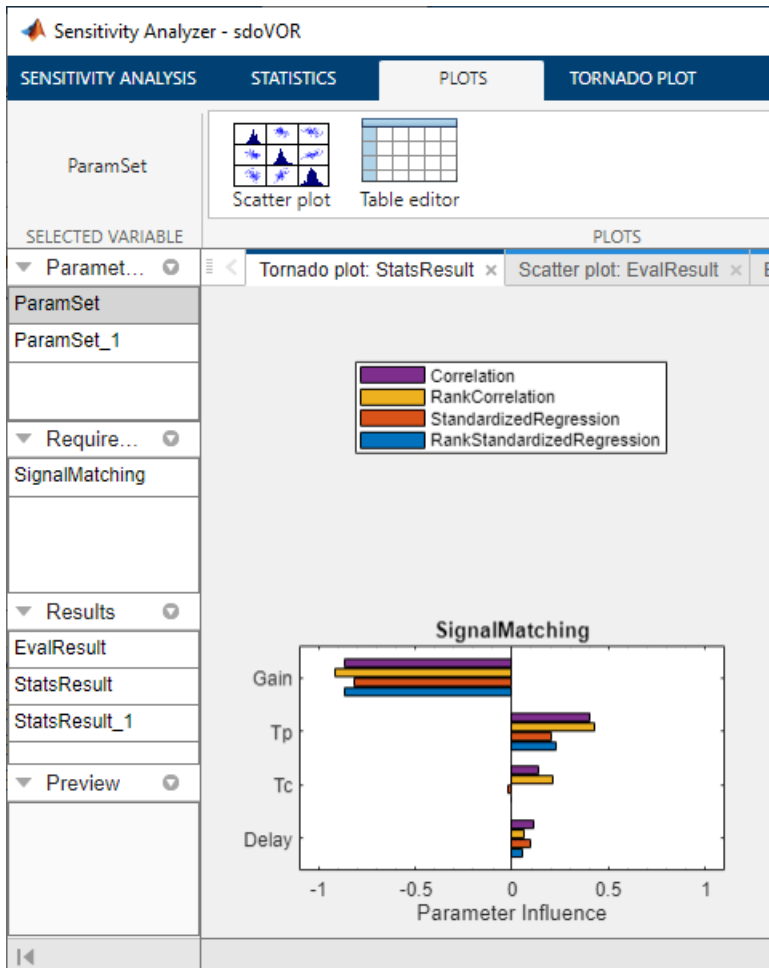 Sensitivity Analyzer - sdoVOR
SENSITIVITY ANALYSIS STATISTICS PLOTS TORNADO PLOT
ParamSet
Scatter plot Table editor
SELECTED VARIABLE PLOTS
Paramet...
Tornado plot: StatsResult × Scatter plot: EvalResult ×
ParamSet
ParamSet_1
Require...
SignalMatching
Results
EvalResult
StatsResult
StatsResult_1
Preview
Correlation
RankCorrelation
StandardizedRegression
RankStandardizedRegression
SignalMatching
Gain
Tp
Tc
Delay
-1 -0.5 0 0.5 1
Parameter Influence